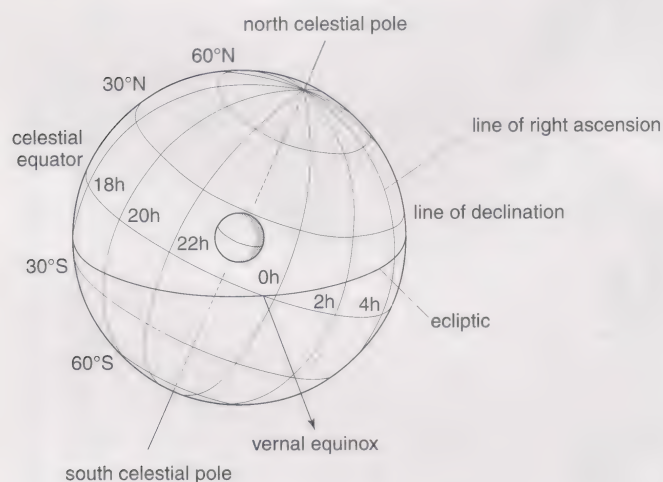 north celestial pole
60°N
30°N
line of right ascension
celestial
equator
18h
20h
line of declination
22h
30°S
0h
2h
4h
ecliptic
60°S
vernal equinox
south celestial pole